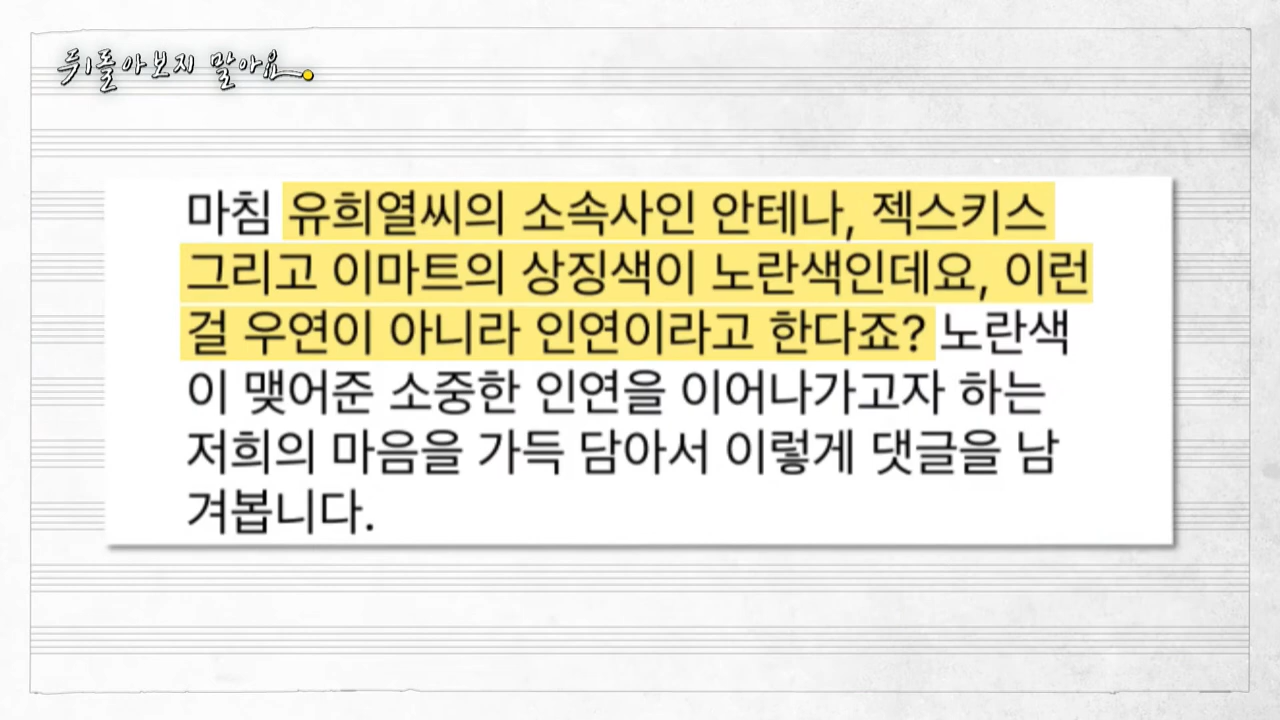 뒤돌아보지 말아요
마침 유희열씨의 소속사인 안테나, 젝스키스
그리고 이마트의 상징색이 노란색인데요, 이런
걸 우연이 아니라 인연이라고 한다죠? 노란색
이 맺어준 소중한 인연을 이어나가고자 하는
저희의 마음을 가득 담아서 이렇게 댓글을 남
겨봅니다.